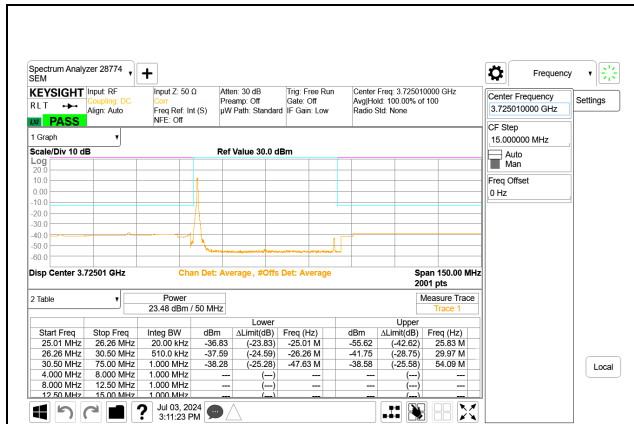 Spectrum Analyzer 28774
SEM
Frequency
KEYSIGHT Input: RF Input Z: 50 Ω Atten: 30 dB Trig: Free Run Center Freq: 3.725010000 GHz
Coupling: DC Corr Preamp: Off Gate: Off Avg|Hold: 100.00% of 100
R L T Align: Auto Freq Ref: Int (S) µW Path: Standard IF Gain: Low Radio Std: None
NFE: Off
PASS
Center Frequency
3.725010000 GHz
Settings
CF Step
15.000000 MHz
Auto
Man
Freq Offset
0 Hz
Local
1 Graph
Scale/Div 10 dB Ref Value 30.0 dBm
Log
20.0
10.0
0.00
-10.0
-20.0
-30.0
-40.0
-50.0
-60.0
Disp Center 3.72501 GHz Chan Det: Average, #Offs Det: Average Span 150.00 MHz
2001 pts
2 Table Power Measure Trace
23.48 dBm / 50 MHz Trace 1
Lower Upper
Start Freq Stop Freq Integ BW dBm ΔLimit(dB) Freq (Hz) dBm ΔLimit(dB) Freq (Hz)
25.01 MHz 26.26 MHz 20.00 kHz -36.83 (-23.83) -25.01 M -55.62 (-42.62) 25.83 M
26.26 MHz 30.50 MHz 510.0 kHz -37.59 (-24.59) -26.26 M -41.75 (-28.75) 29.97 M
30.50 MHz 75.00 MHz 1.000 MHz -38.28 (-25.28) -47.63 M -38.58 (-25.58) 54.09 M
4.000 MHz 8.000 MHz 1.000 MHz --- (---) --- (---)
8.000 MHz 12.50 MHz 1.000 MHz --- (---) --- (---)
12.50 MHz 15.00 MHz 1.000 MHz --- (---) --- (---)
? Jul 03, 2024
3:11:23 PM